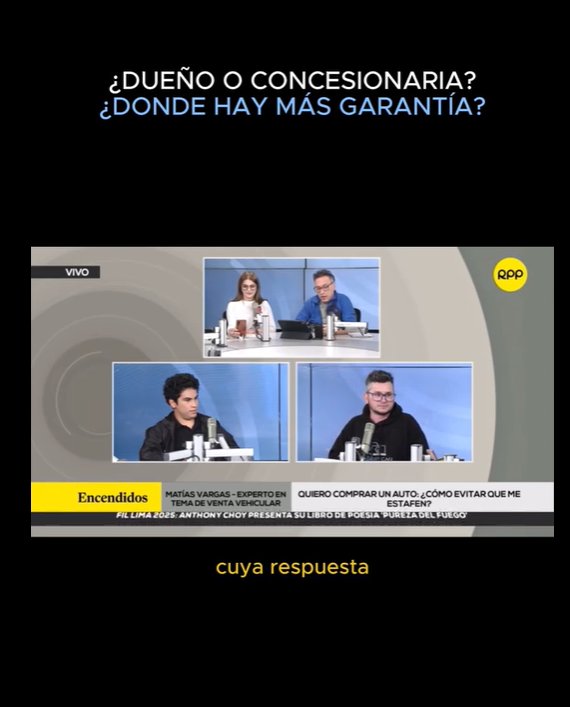 ¿DUEÑO O CONCESIONARIA?
¿DONDE HAY MÁS GARANTÍA?
VIVO
RPP
Encendidos
MATÍAS VARGAS - EXPERTO EN
TEMA DE VENTA VEHICULAR
QUIERO COMPRAR UN AUTO: ¿CÓMO EVITAR QUE ME
ESTAFEN?
FIL LIMA 2025: ANTHONY CHOY PRESENTA SU LIBRO DE POESIA "PUREZA DEL FUEGO"
cuya respuesta